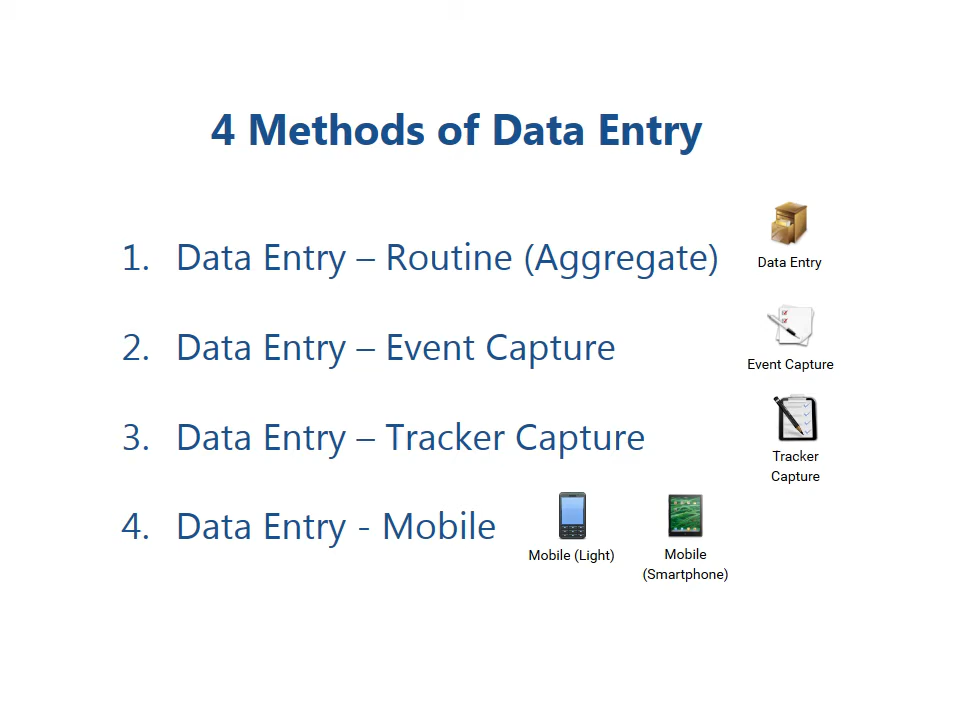 4 Methods of Data Entry
1. Data Entry – Routine (Aggregate)
Data Entry
2. Data Entry – Event Capture
Event Capture
3. Data Entry – Tracker Capture
Tracker
Capture
4. Data Entry - Mobile
Mobile (Light)
Mobile
(Smartphone)